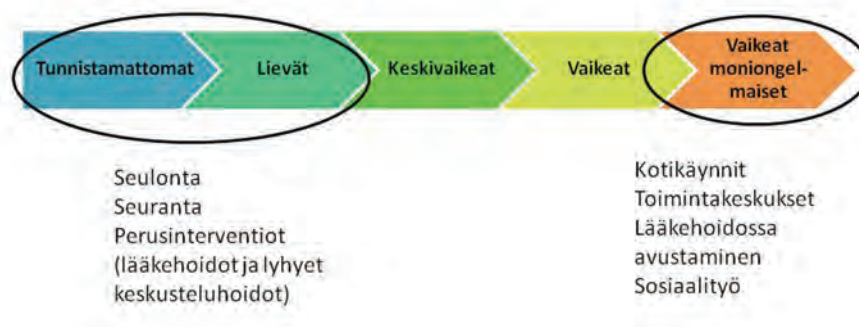 Tunnistamattomat
Lievät
Keskivaikeat
Vaikeat
Vaikeat
moniongel-
maiset
Seulonta
Seuranta
Perusinterventiot
(lääkehoidot ja lyhyet
keskusteluhoidot)
Kotikäynnit
Toimintakeskukset
Lääkehoidossa
avustaminen
Sosiaalityö